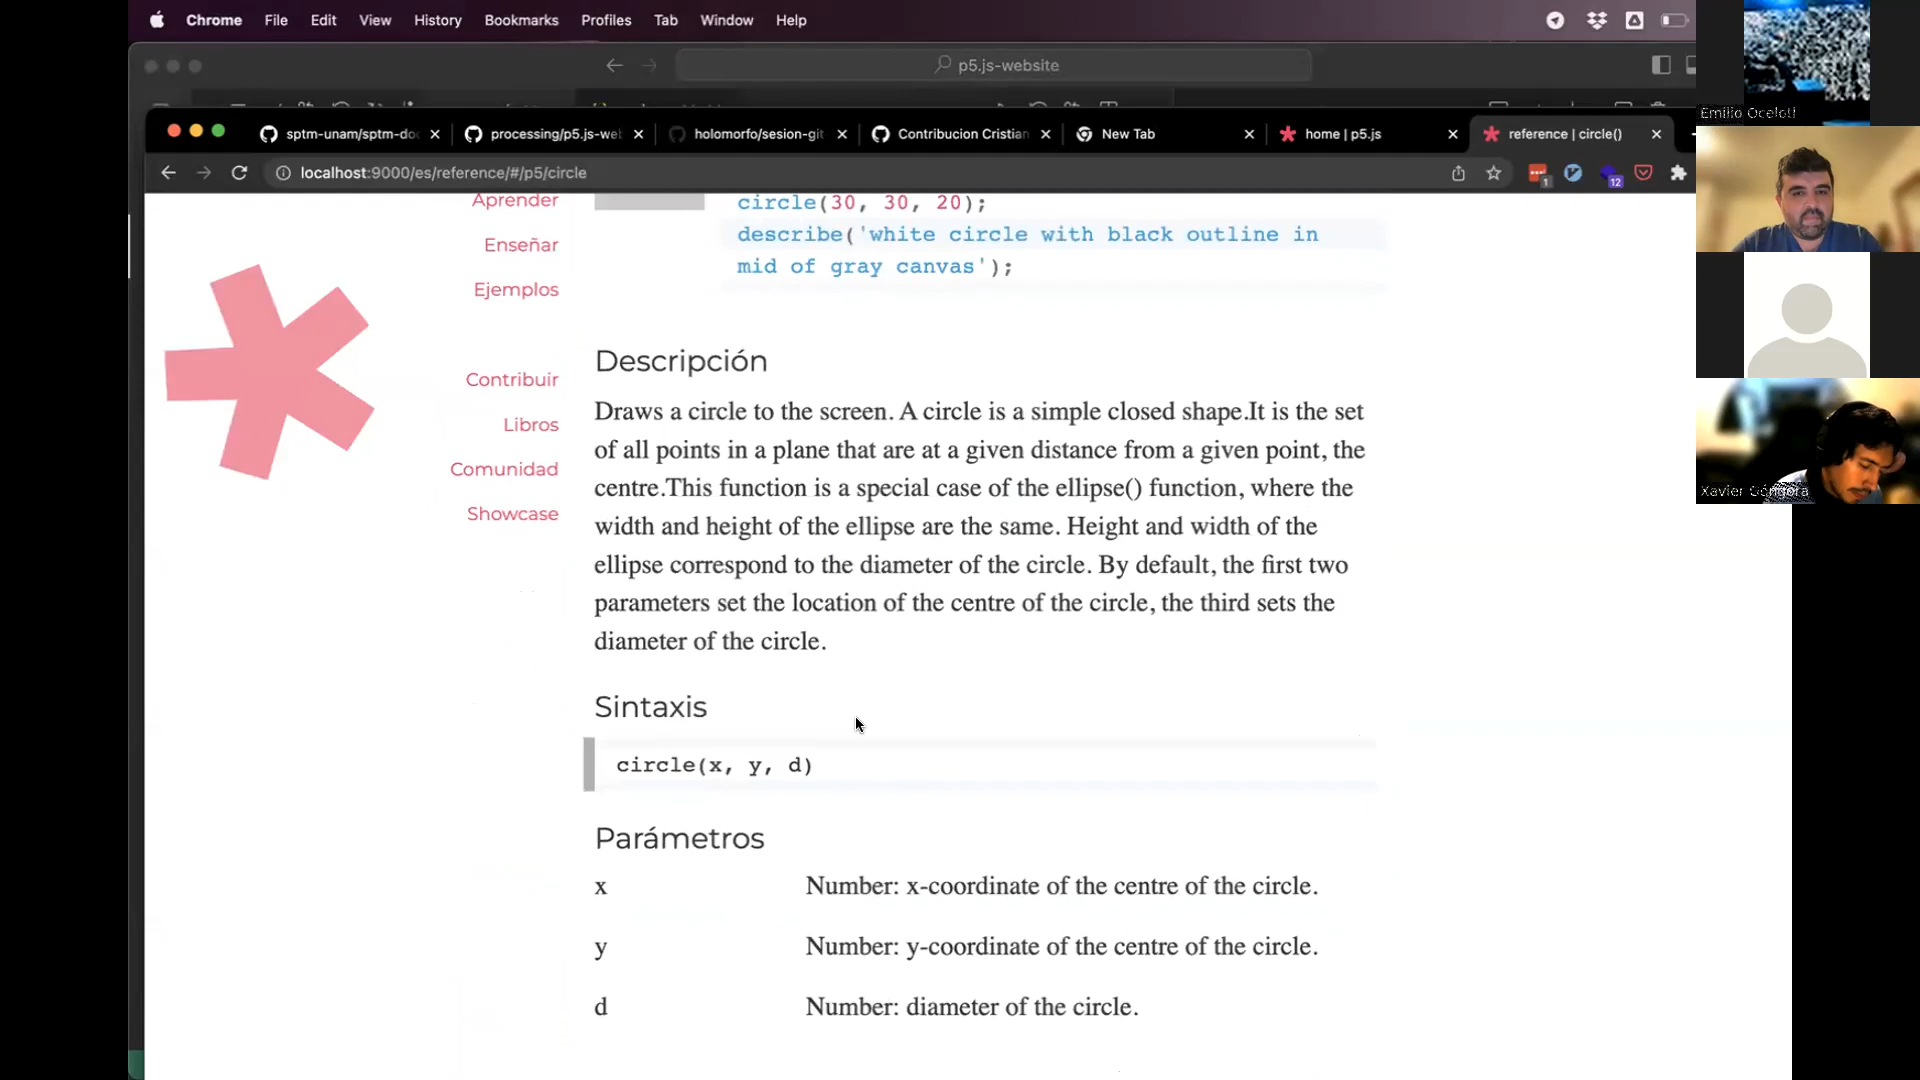 Chrome File Edit View History Bookmarks Profiles Tab Window Help
p5.js-website
sptm-unam/sptm-do
processing/p5.js-we
holomorfo/sesion-git
Contribucion Cristian
New Tab
home | p5.js
reference | circle()
localhost:9000/es/reference/#/p5/circle
1
12
Aprender
Enseñar
Ejemplos
Contribuir
Libros
Comunidad
Showcase
circle(30, 30, 20);
describe('white circle with black outline in
mid of gray canvas');
Descripción
Draws a circle to the screen. A circle is a simple closed shape.It is the set
of all points in a plane that are at a given distance from a given point, the
centre.This function is a special case of the ellipse() function, where the
width and height of the ellipse are the same. Height and width of the
ellipse correspond to the diameter of the circle. By default, the first two
parameters set the location of the centre of the circle, the third sets the
diameter of the circle.
Sintaxis
circle(x, y, d)
Parámetros
x Number: x-coordinate of the centre of the circle.
y Number: y-coordinate of the centre of the circle.
d Number: diameter of the circle.
Emilio Ocelotl
Xavier Góngora